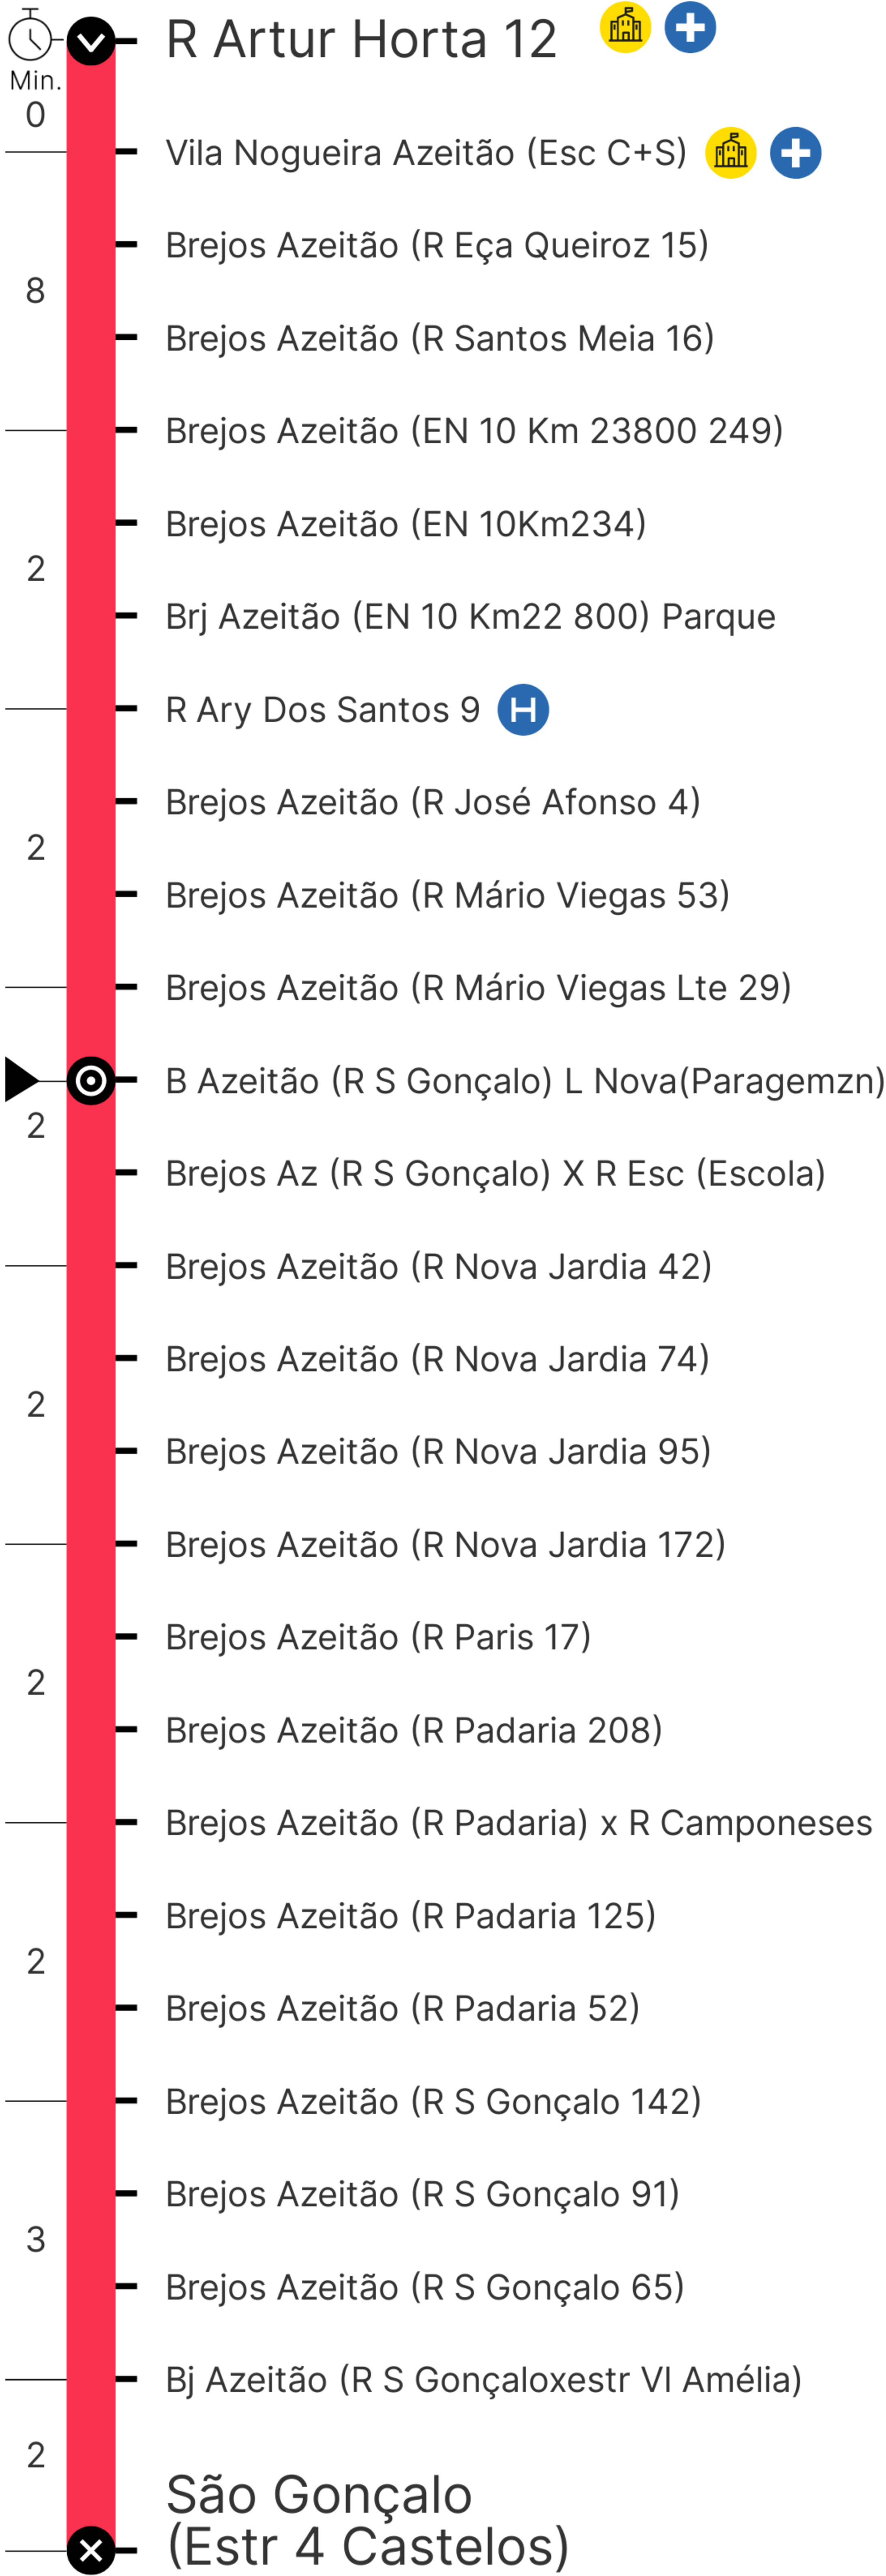 R Artur Horta 12
Min.
0
Vila Nogueira Azeitão (Esc C+S)
Brejos Azeitão (R Eça Queiroz 15)
8
Brejos Azeitão (R Santos Meia 16)
Brejos Azeitão (EN 10 Km 23800 249)
Brejos Azeitão (EN 10Km234)
2
Brj Azeitão (EN 10 Km22 800) Parque
R Ary Dos Santos 9 H
Brejos Azeitão (R José Afonso 4)
2
Brejos Azeitão (R Mário Viegas 53)
Brejos Azeitão (R Mário Viegas Lte 29)
B Azeitão (R S Gonçalo) L Nova(Paragemzn)
2
Brejos Az (R S Gonçalo) X R Esc (Escola)
Brejos Azeitão (R Nova Jardia 42)
Brejos Azeitão (R Nova Jardia 74)
2
Brejos Azeitão (R Nova Jardia 95)
Brejos Azeitão (R Nova Jardia 172)
Brejos Azeitão (R Paris 17)
2
Brejos Azeitão (R Padaria 208)
Brejos Azeitão (R Padaria) x R Camponeses
Brejos Azeitão (R Padaria 125)
2
Brejos Azeitão (R Padaria 52)
Brejos Azeitão (R S Gonçalo 142)
Brejos Azeitão (R S Gonçalo 91)
3
Brejos Azeitão (R S Gonçalo 65)
Bj Azeitão (R S Gonçaloxestr Vl Amélia)
2
São Gonçalo
(Estr 4 Castelos)